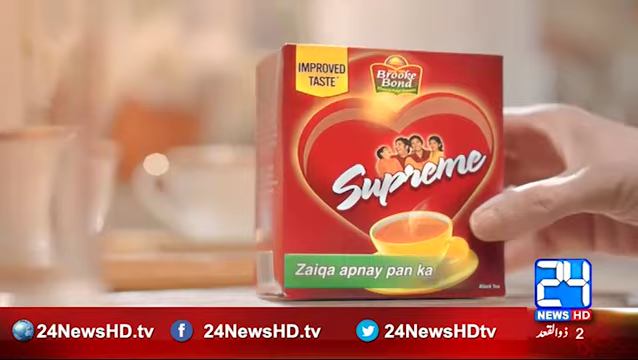 IMPROVED
TASTE*
Brooke
Bond
Supreme
Zaiqa apnay pan ka
Black Tea
24
NEWS HD
24NewsHD.tv
24NewsHD.tv
24NewsHDtv
2 ذوالقعد